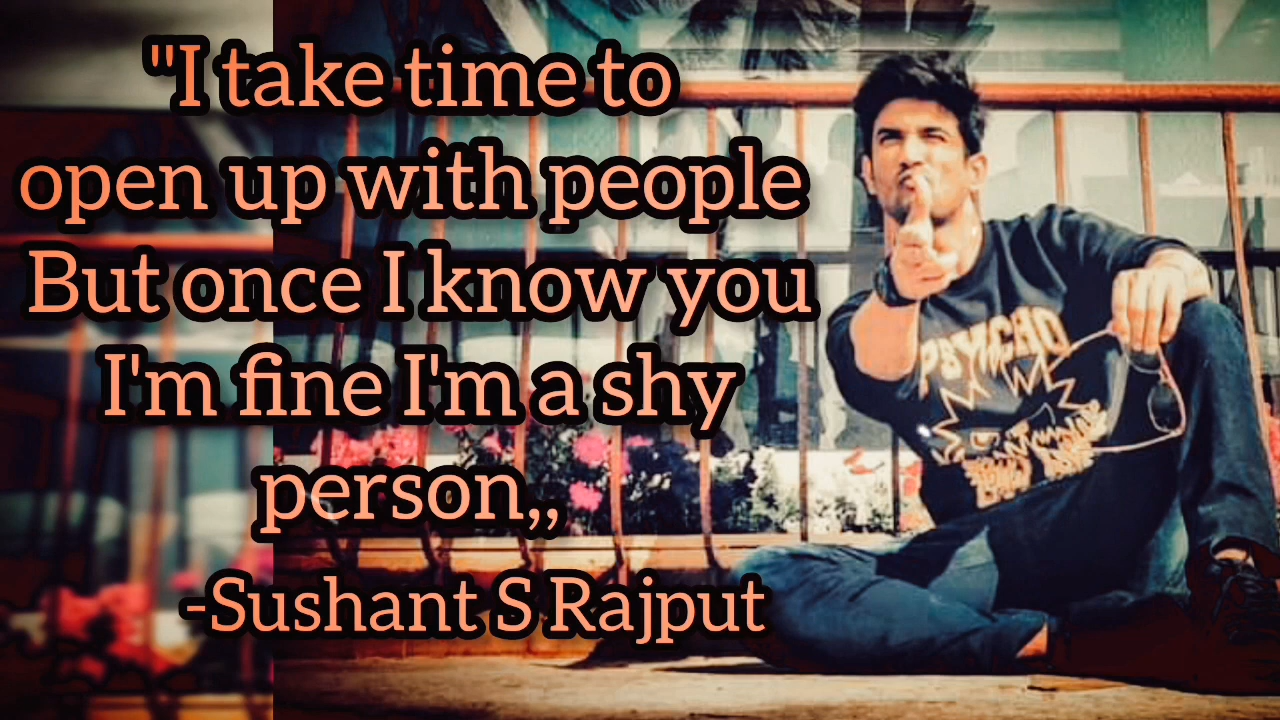 "I take time to
open up with people
But once I know you
I'm fine I'm a shy
person,,
-Sushant S Rajput
PSYCHO